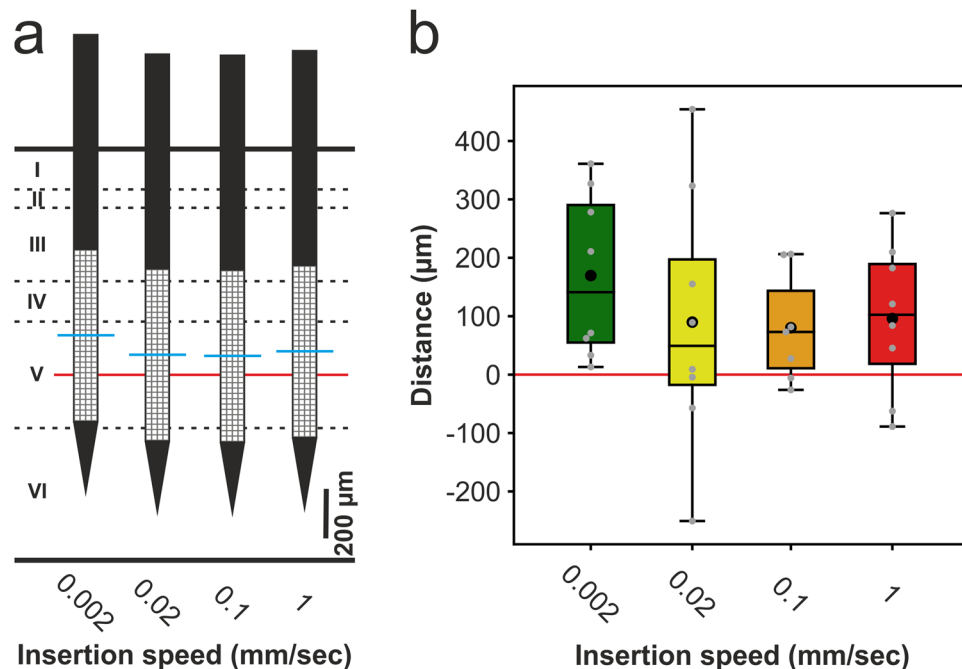 a
I
II
III
IV
V
VI
200 µm
0.002
0.02
0.1
1
Insertion speed (mm/sec)
b
Distance (µm)
400
300
200
100
0
-100
-200
0.002
0.02
0.1
1
Insertion speed (mm/sec)